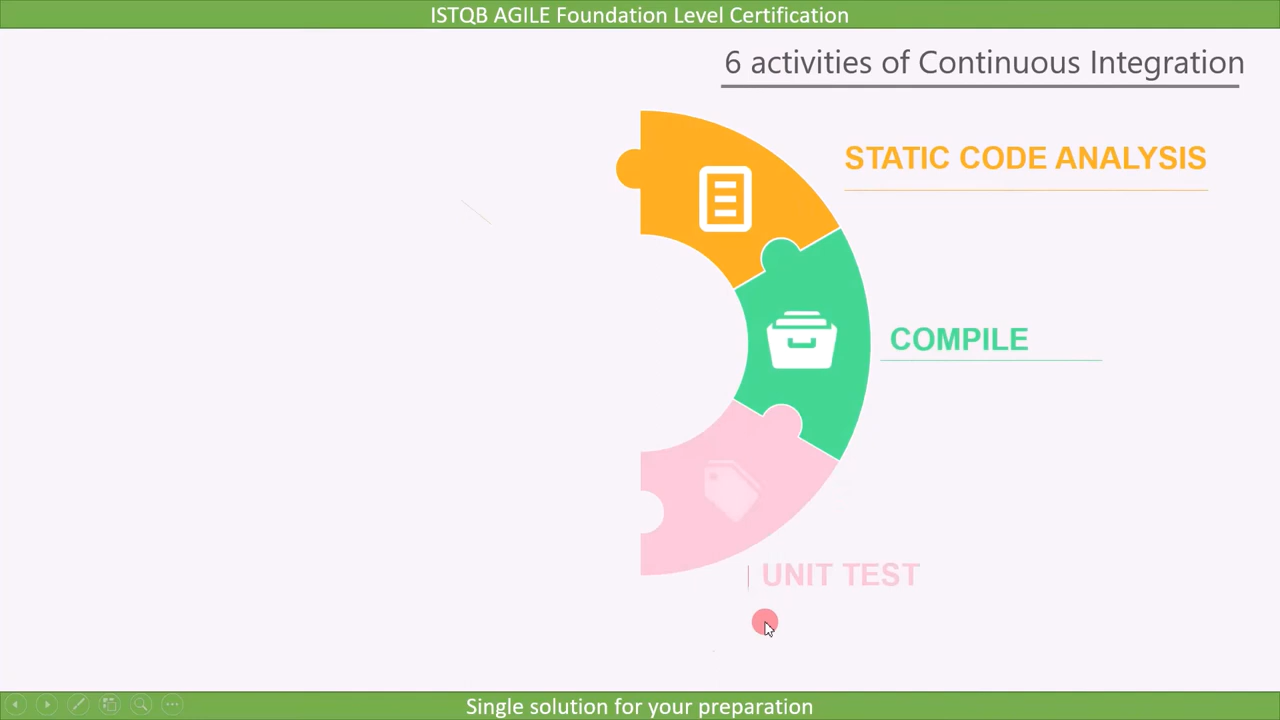 ISTQB AGILE Foundation Level Certification
6 activities of Continuous Integration
STATIC CODE ANALYSIS
COMPILE
UNIT TEST
Single solution for your preparation